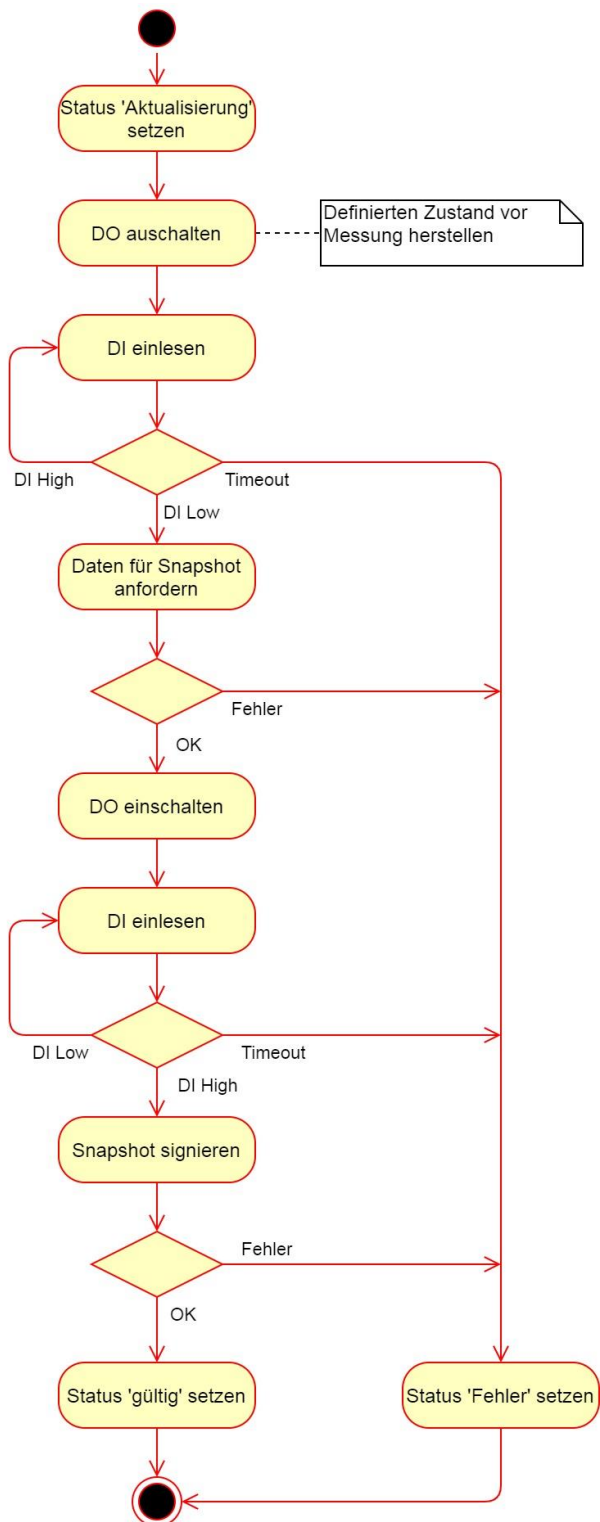 Status 'Aktualisierung'
setzen
DO auschalten
Definierten Zustand vor
Messung herstellen
DI einlesen
DI High
Timeout
DI Low
Daten für Snapshot
anfordern
Fehler
OK
DO einschalten
DI einlesen
DI Low
Timeout
DI High
Snapshot signieren
Fehler
OK
Status 'gültig' setzen
Status 'Fehler' setzen